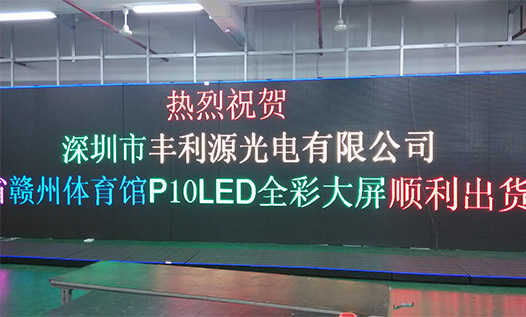 热烈祝贺
深圳市丰利源光电有限公司
省赣州体育馆P10LED全彩大屏顺利出货